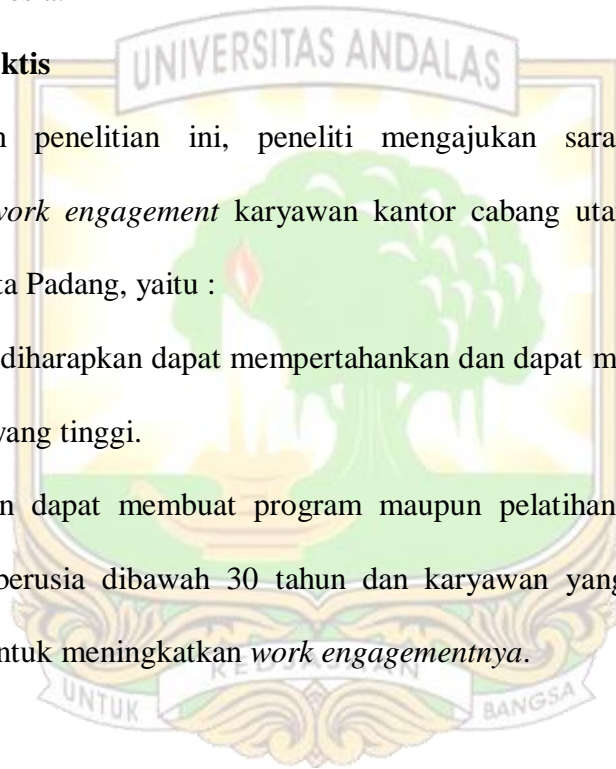 UNIVERSITAS ANDALAS
ktis
penelitian ini, peneliti mengajukan sara
work engagement karyawan kantor cabang uta
ta Padang, yaitu :
diharapkan dapat mempertahankan dan dapat m
yang tinggi.
n dapat membuat program maupun pelatihan
berusia dibawah 30 tahun dan karyawan yang
ntuk meningkatkan work engagementnya.
KEDJAJAAN
UNTUK
BANGSA